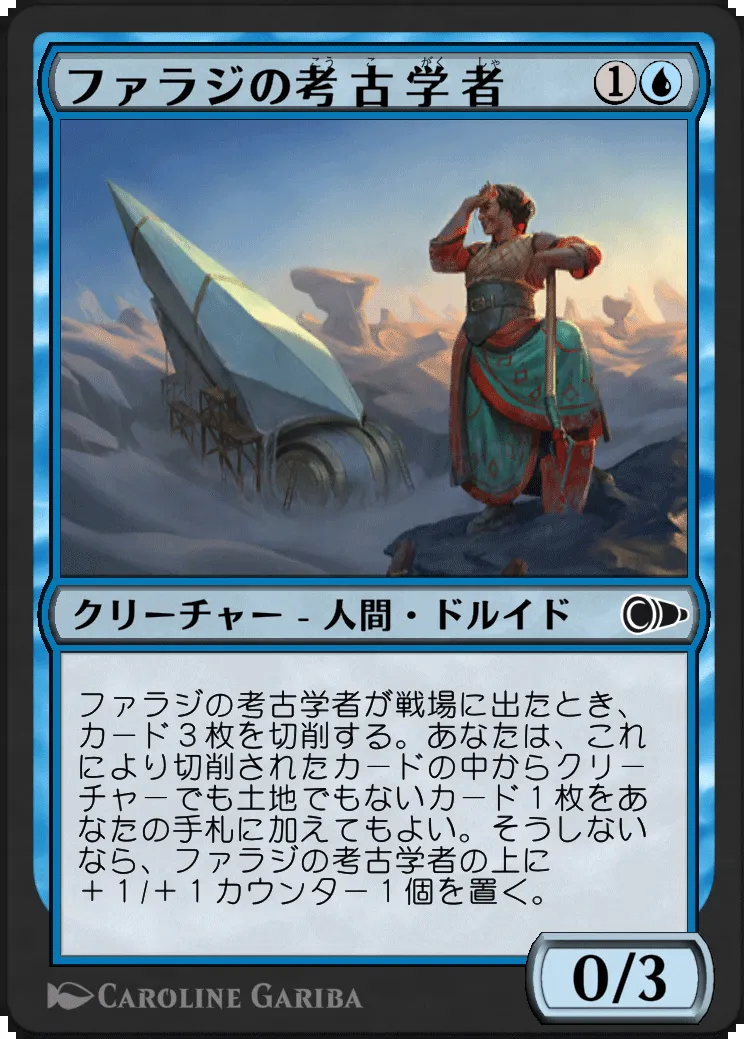 ファラジの考古学者 1
こう こ がく しゃ
クリーチャー - 人間・ドルイド
ファラジの考古学者が戦場に出たとき、
カード３枚を切削する。あなたは、これ
により切削されたカードの中からクリー
チャーでも土地でもないカード１枚をあ
なたの手札に加えてもよい。そうしない
なら、ファラジの考古学者の上に
＋１/＋１カウンター１個を置く。
0/3
CAROLINE GARIBA